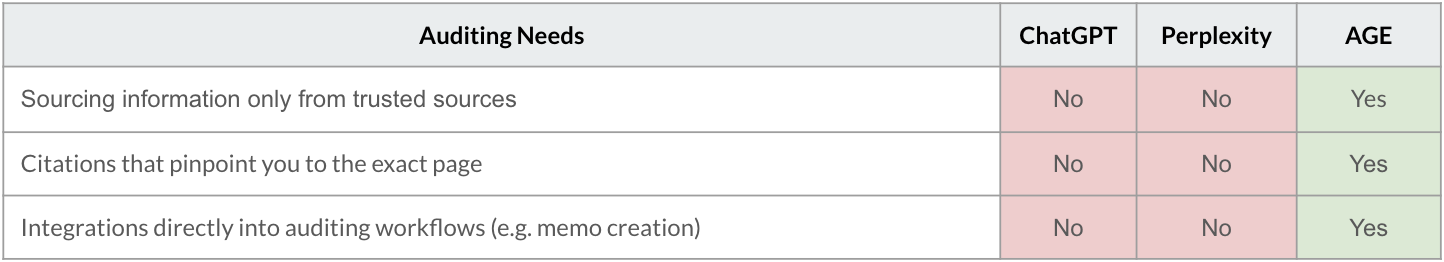 Auditing Needs ChatGPT Perplexity AGE
Sourcing information only from trusted sources No No Yes
Citations that pinpoint you to the exact page No No Yes
Integrations directly into auditing workflows (e.g. memo creation) No No Yes